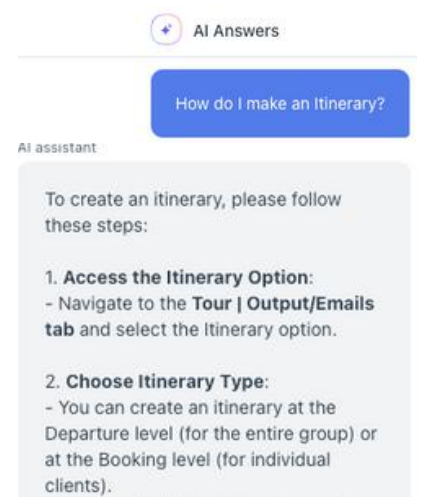 AI Answers
How do I make an Itinerary?
AI assistant
To create an itinerary, please follow
these steps:
1. Access the Itinerary Option:
- Navigate to the Tour | Output/Emails
tab and select the Itinerary option.
2. Choose Itinerary Type:
- You can create an itinerary at the
Departure level (for the entire group) or
at the Booking level (for individual
clients).